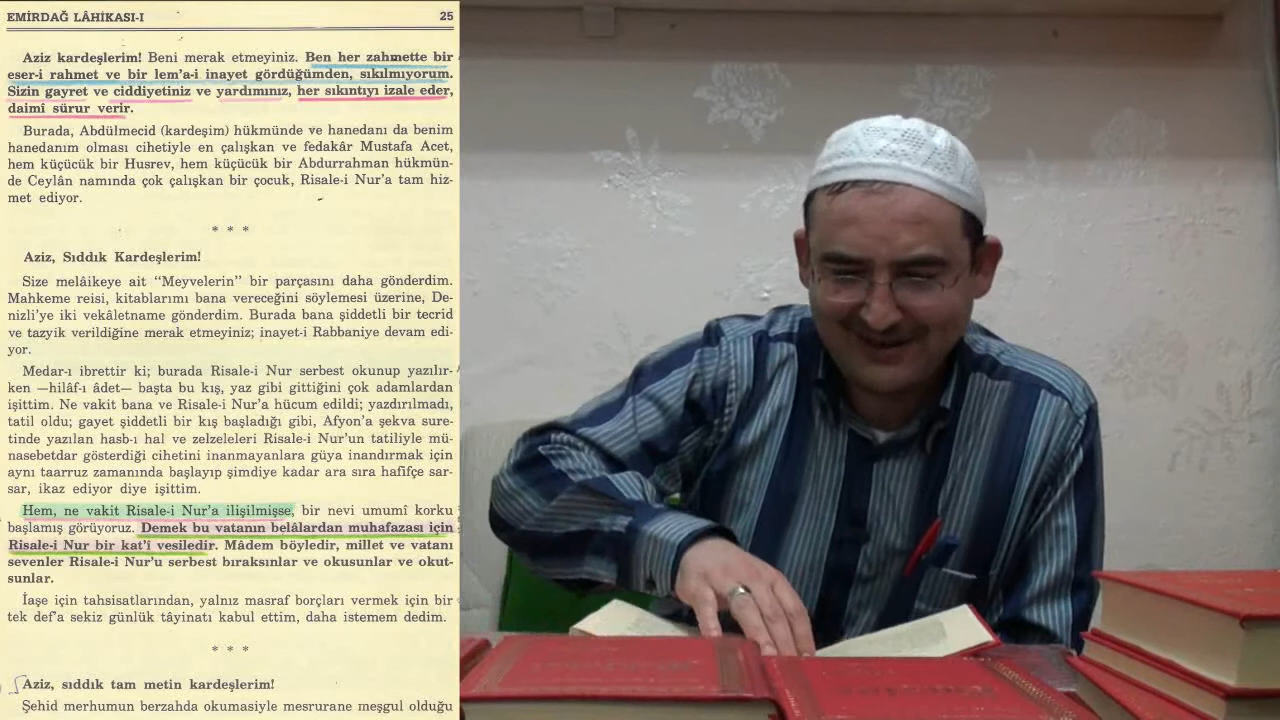 EMİRDAĞ LÂHİKASI-I 25
Aziz kardeşlerim! Beni merak etmeyiniz. Ben her zahmette bir
eser-i rahmet ve bir lem'a-i inayet gördüğümden, sıkılmıyorum.
Sizin gayret ve ciddiyetiniz ve yardımınız, her sıkıntıyı izale eder,
daimî sürur verir.
Burada, Abdülmecid (kardeşim) hükmünde ve hanedanı da benim
hanedanım olması cihetiyle en çalışkan ve fedakâr Mustafa Acet,
hem küçücük bir Husrev, hem küçücük bir Abdurrahman hükmün-
de Ceylân namında çok çalışkan bir çocuk, Risale-i Nur'a tam hiz-
met ediyor.
* * *
Aziz, Sıddık Kardeşlerim!
Size melâikeye ait "Meyvelerin" bir parçasını daha gönderdim.
Mahkeme reisi, kitablarımı bana vereceğini söylemesi üzerine, De-
nizli'ye iki vekâletname gönderdim. Burada bana şiddetli bir tecrid
ve tazyik verildiğine merak etmeyiniz; inayet-i Rabbaniye devam edi-
yor.
Medar-ı ibrettir ki; burada Risale-i Nur serbest okunup yazılır-
ken —hilâf-ı âdet— başta bu kış, yaz gibi gittiğini çok adamlardan
işittim. Ne vakit bana ve Risale-i Nur'a hücum edildi; yazdırılmadı,
tatil oldu; gayet şiddetli bir kış başladığı gibi, Afyon'a şekva sure-
tinde yazılan hasb-ı hal ve zelzeleleri Risale-i Nur'un tatiliyle mü-
nasebetdar gösterdiği cihetini inanmayanlara güya inandırmak için
aynı taarruz zamanında başlayıp şimdiye kadar ara sıra hafifçe sar-
sar, ikaz ediyor diye işittim.
Hem, ne vakit Risale-i Nur'a ilişilmişse, bir nevi umumî korku
başlamış görüyoruz. Demek bu vatanın belâlardan muhafazası için
Risale-i Nur bir kat'î vesiledir. Mâdem böyledir, millet ve vatanı
sevenler Risale-i Nur'u serbest bıraksınlar ve okusunlar ve okut-
sunlar.
İaşe için tahsisatlarından, yalnız masraf borçları vermek için bir
tek def'a sekiz günlük tâyinatı kabul ettim, daha istemem dedim.
* * *
Aziz, sıddık tam metin kardeşlerim!
Şehid merhumun berzahda okumasiyle mesrurane meşgul olduğu